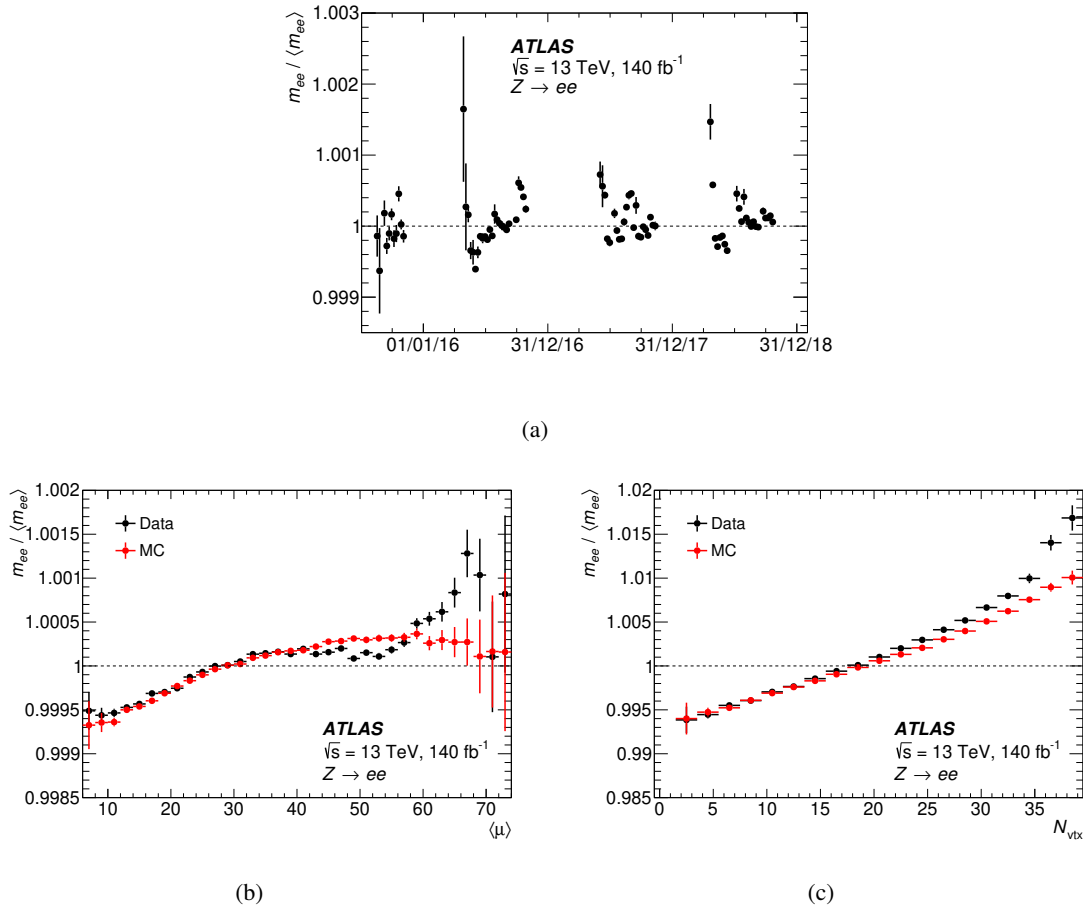 m_ee / ⟨m_ee⟩
1.003
1.002
1.001
1
0.999
ATLAS
√s = 13 TeV, 140 fb⁻¹
Z → ee
01/01/16 31/12/16 31/12/17 31/12/18
(a)
m_ee / ⟨m_ee⟩
1.002
1.0015
1.001
1.0005
1
0.9995
0.999
0.9985
Data
MC
ATLAS
√s = 13 TeV, 140 fb⁻¹
Z → ee
10 20 30 40 50 60 70
⟨μ⟩
(b)
m_ee / ⟨m_ee⟩
1.02
1.015
1.01
1.005
1
0.995
0.99
0.985
Data
MC
ATLAS
√s = 13 TeV, 140 fb⁻¹
Z → ee
0 5 10 15 20 25 30 35
N_vtx
(c)